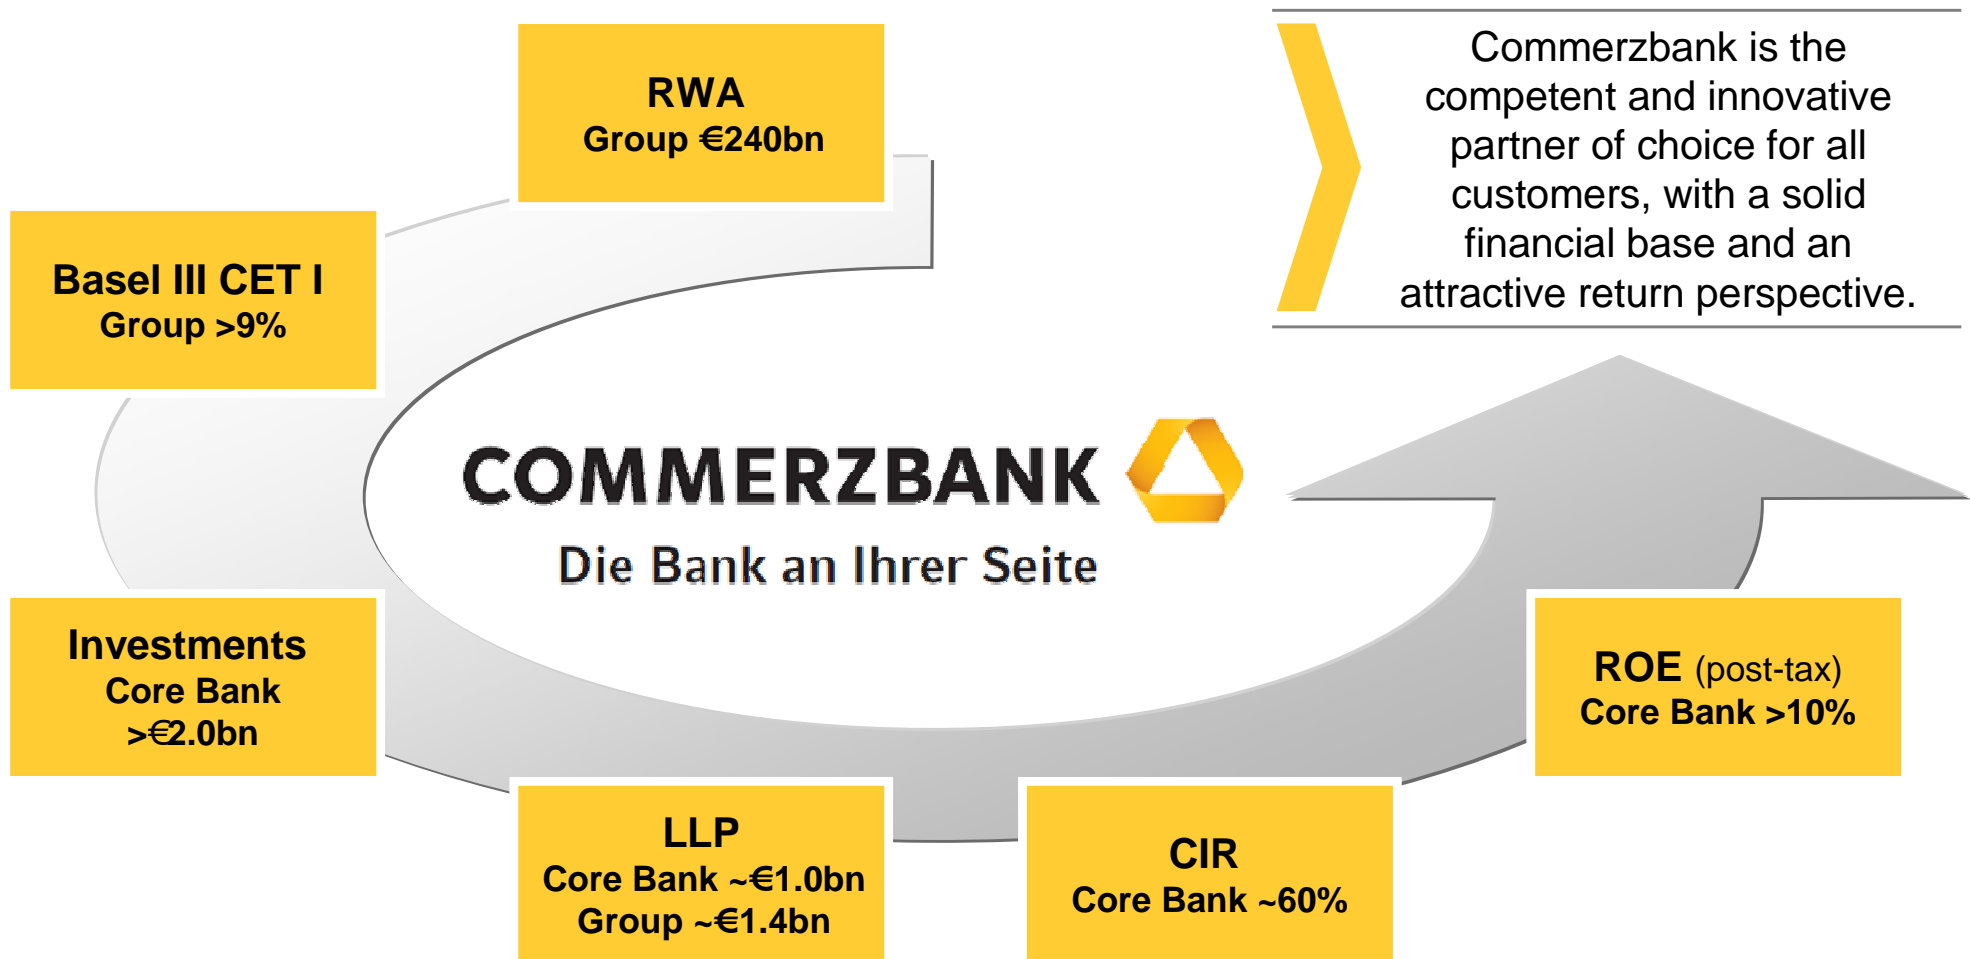 RWA
Group €240bn
Commerzbank is the
competent and innovative
partner of choice for all
customers, with a solid
financial base and an
attractive return perspective.
Basel III CET I
Group >9%
COMMERZBANK
Die Bank an Ihrer Seite
Investments
Core Bank
>€2.0bn
LLP
Core Bank ~€1.0bn
Group ~€1.4bn
CIR
Core Bank ~60%
ROE (post-tax)
Core Bank >10%